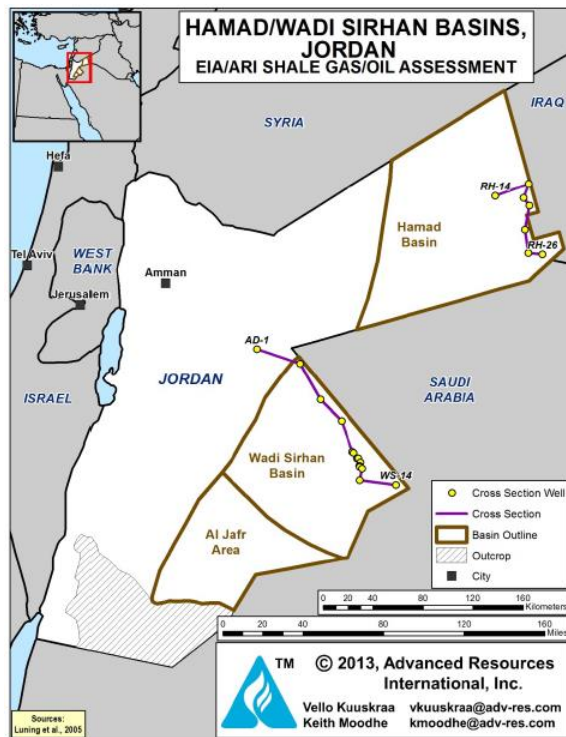 HAMAD/WADI SIRHAN BASINS,
JORDAN
EIA/ARI SHALE GAS/OIL ASSESSMENT
SYRIA
IRAQ
Hefa
RH-14
Hamad
Basin
RH-26
Tel Aviv
WEST
BANK
Amman
Jerusalem
AD-1
JORDAN
SAUDI
ARABIA
ISRAEL
Wadi Sirhan
Basin
WS-14
Al Jafr
Area
Cross Section Well
Cross Section
Basin Outline
Outcrop
City
0 20 40 80 120 160
Kilometers
0 20 40 80 120 160
Miles
TM
© 2013, Advanced Resources
International, Inc.
Vello Kuuskraa vkuuskraa@adv-res.com
Keith Moodhe kmoodhe@adv-res.com
Sources:
Luning et al., 2005